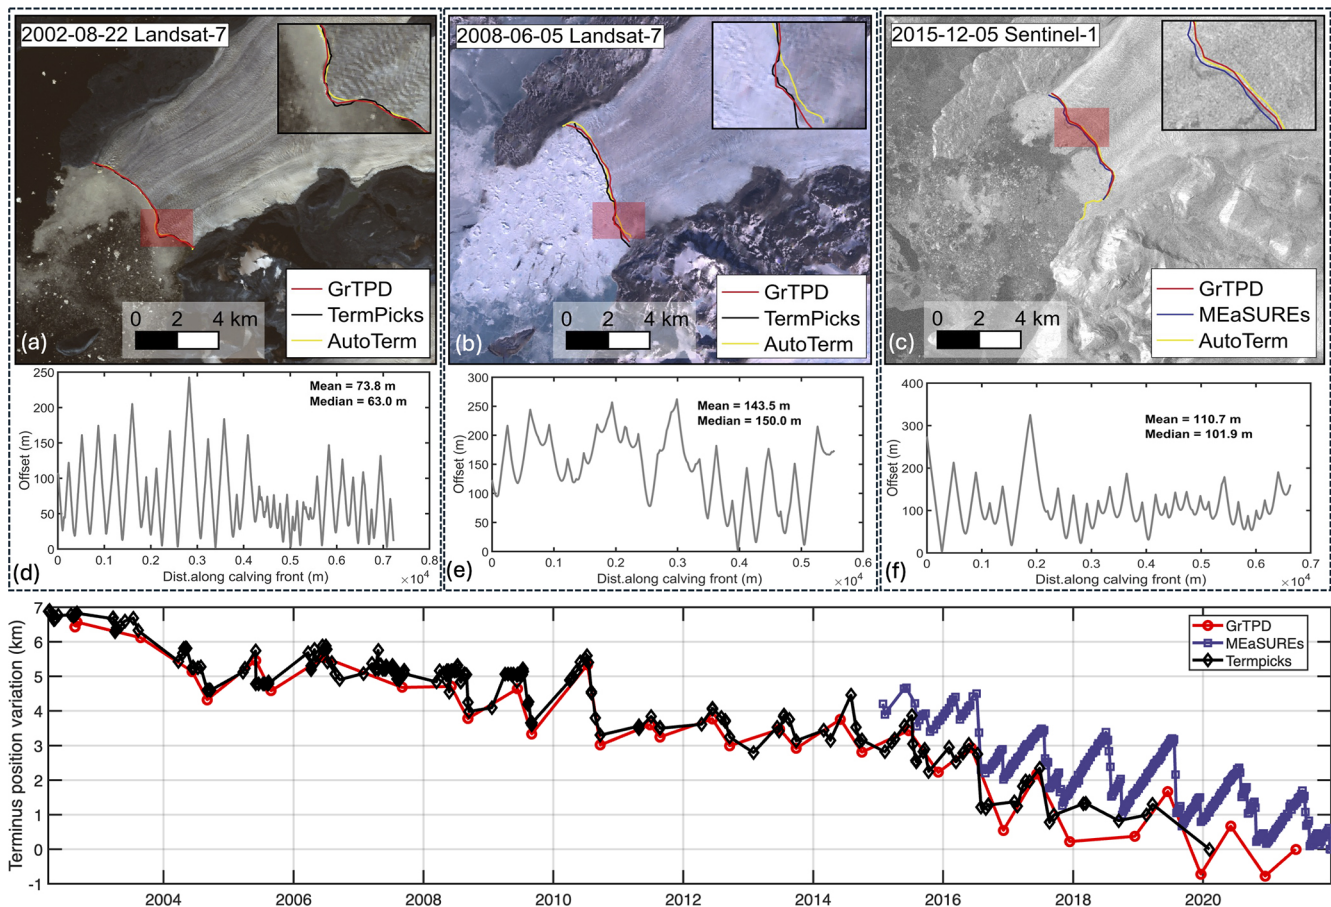 2002-08-22 Landsat-7
GrTPD
TermPicks
AutoTerm
0 2 4 km
(a)
2008-06-05 Landsat-7
GrTPD
TermPicks
AutoTerm
0 2 4 km
(b)
2015-12-05 Sentinel-1
GrTPD
MEaSUREs
AutoTerm
0 2 4 km
(c)
250
200
150
100
50
0
Offset (m)
Mean = 73.8 m
Median = 63.0 m
0 0.1 0.2 0.3 0.4 0.5 0.6 0.7 0.8
Dist.along calving front (m)
×10⁴
(d)
300
250
200
150
100
50
0
Offset (m)
Mean = 143.5 m
Median = 150.0 m
0 0.1 0.2 0.3 0.4 0.5 0.6
Dist.along calving front (m)
×10⁴
(e)
400
300
200
100
0
Offset (m)
Mean = 110.7 m
Median = 101.9 m
0 0.1 0.2 0.3 0.4 0.5 0.6 0.7
Dist.along calving front (m)
×10⁴
(f)
7
6
5
4
3
2
1
0
-1
Terminus position variation (km)
GrTPD
MEaSUREs
Termpicks
2004 2006 2008 2010 2012 2014 2016 2018 2020